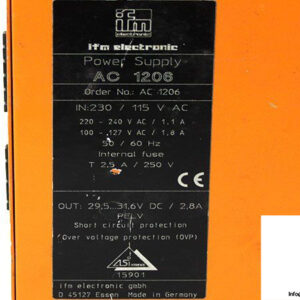 ifm
electronic
ifm electronic
Power Supply
AC 1206
Order No.: AC 1206
IN:230 / 115 V AC
220 - 240 V AC / 1,1 A
100 - 127 V AC / 1,8 A
50 / 60 Hz
Internal fuse
T 2,5 A / 250 V
CE
OUT: 29,5...31,6V DC / 2,8A
PELV
Short circuit protection
Over voltage protection (OVP)
15901
ifm electronic gmbh
D 45127 Essen Made in Germany